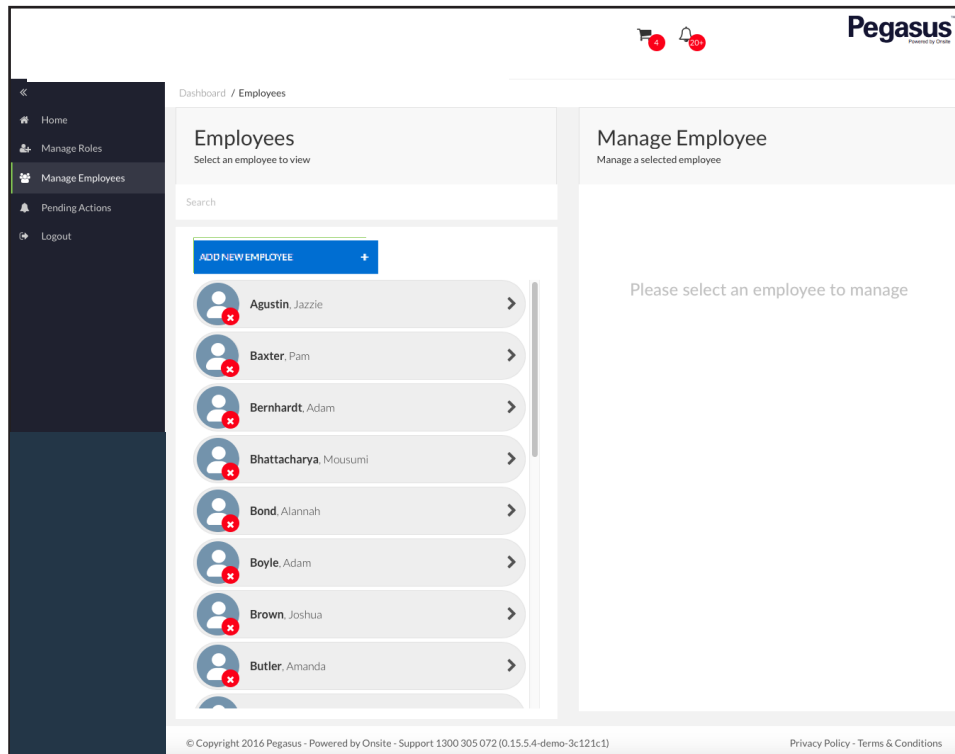 4
20+
Pegasus™
Powered by Onsite
Dashboard / Employees
Home
Manage Roles
Manage Employees
Pending Actions
Logout
Employees
Select an employee to view
Search
ADD NEW EMPLOYEE +
Agustin, Jazzie
Baxter, Pam
Bernhardt, Adam
Bhattacharya, Mousumi
Bond, Alannah
Boyle, Adam
Brown, Joshua
Butler, Amanda
Manage Employee
Manage a selected employee
Please select an employee to manage
© Copyright 2016 Pegasus - Powered by Onsite - Support 1300 305 072 (0.15.5.4-demo-3c121c1)
Privacy Policy - Terms & Conditions